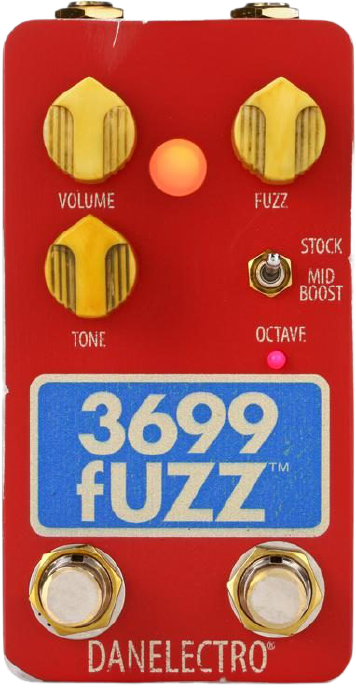 VOLUME
FUZZ
STOCK
MID
BOOST
TONE
OCTAVE
3699
fUZZ™
DANELECTRO®